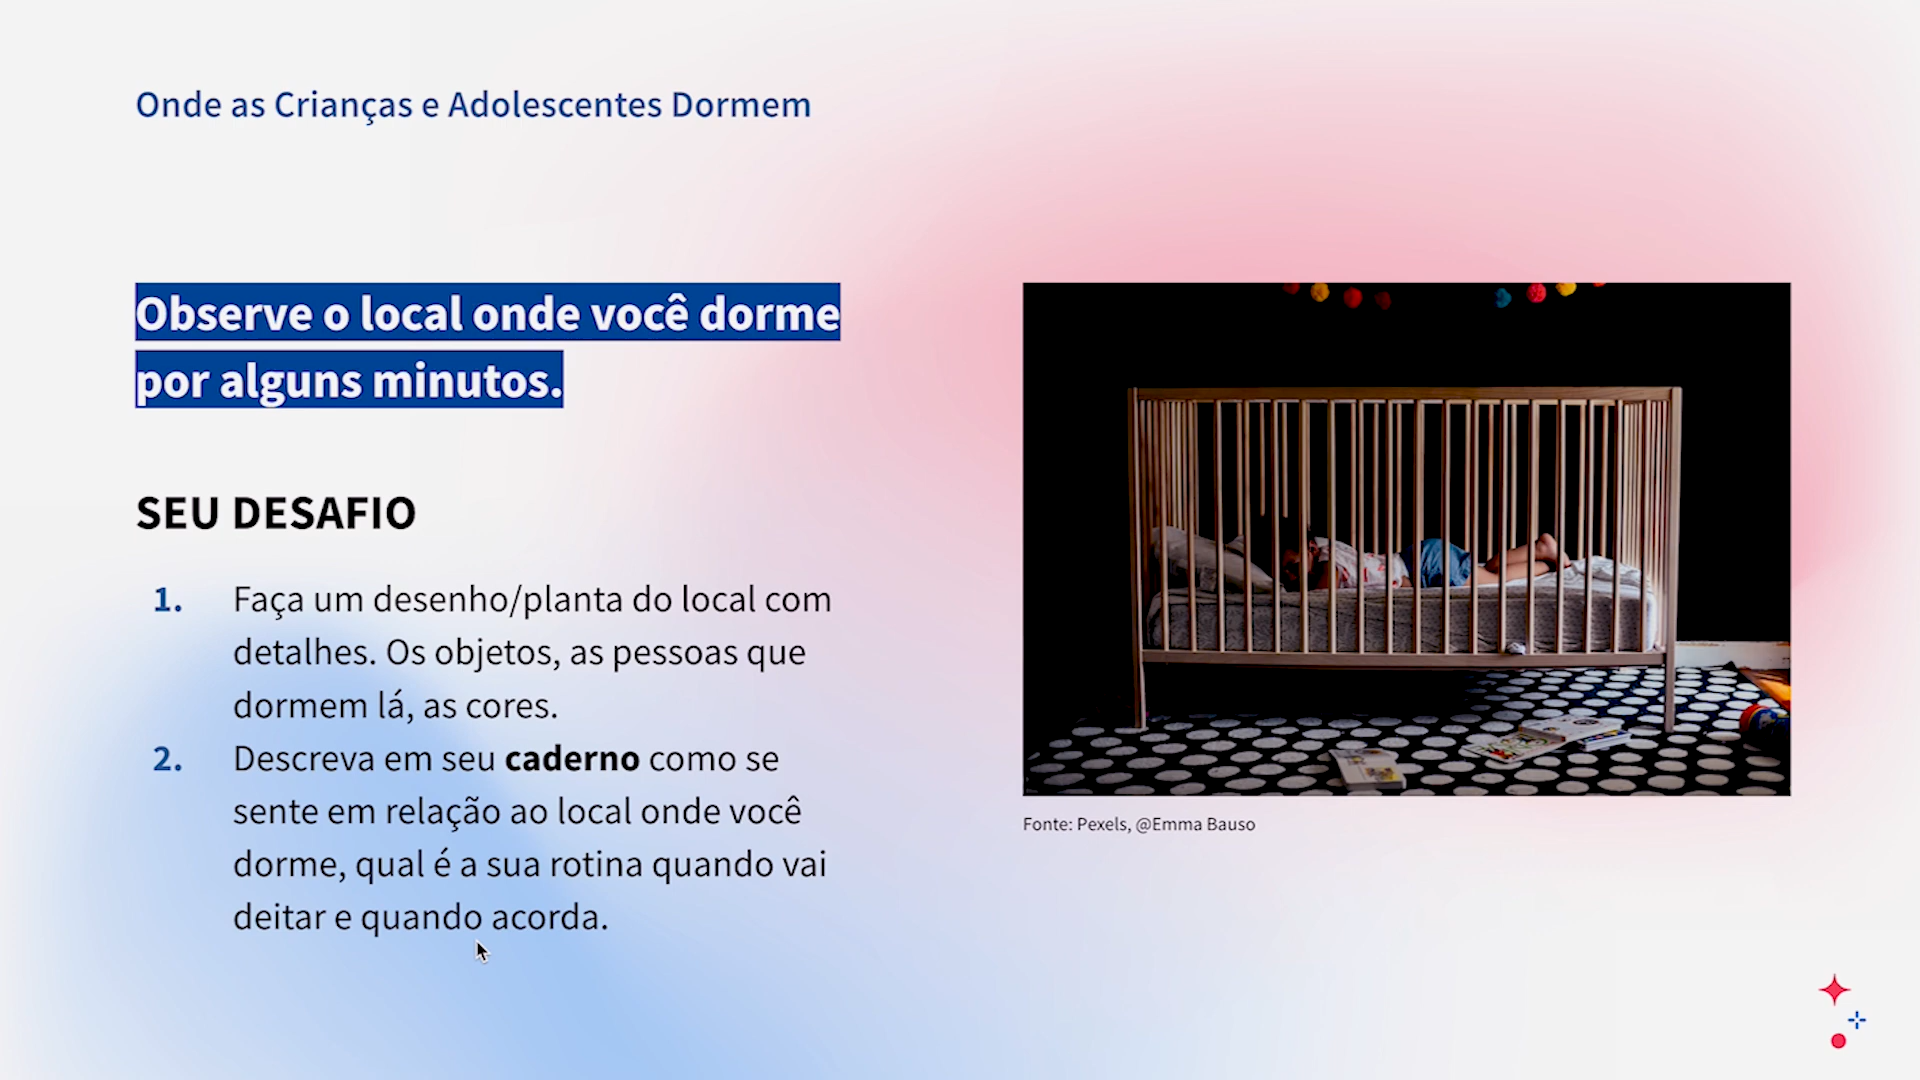 Onde as Crianças e Adolescentes Dormem
Observe o local onde você dorme
por alguns minutos.
SEU DESAFIO
1. Faça um desenho/planta do local com
detalhes. Os objetos, as pessoas que
dormem lá, as cores.
2. Descreva em seu caderno como se
sente em relação ao local onde você
dorme, qual é a sua rotina quando vai
deitar e quando acorda.
Fonte: Pexels, @Emma Bauso